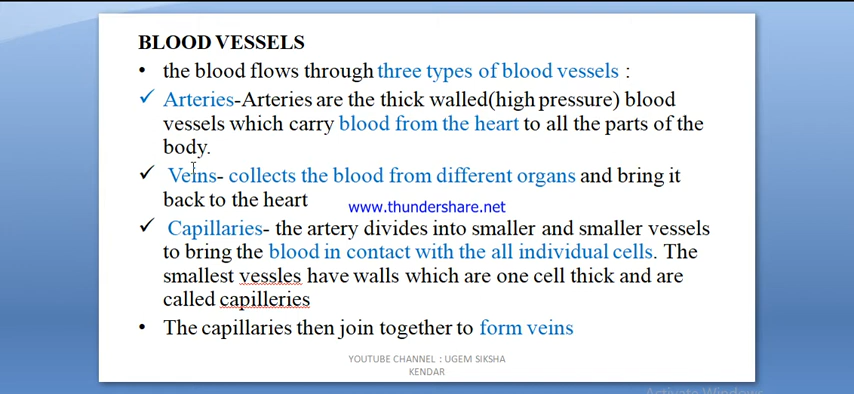 BLOOD VESSELS
• the blood flows through three types of blood vessels :
✓ Arteries-Arteries are the thick walled(high pressure) blood
vessels which carry blood from the heart to all the parts of the
body.
✓ Veins- collects the blood from different organs and bring it
back to the heart
www.thundershare.net
✓ Capillaries- the artery divides into smaller and smaller vessels
to bring the blood in contact with the all individual cells. The
smallest vessles have walls which are one cell thick and are
called capilleries
• The capillaries then join together to form veins
YOUTUBE CHANNEL : UGEM SIKSHA
KENDAR
Activate Windows